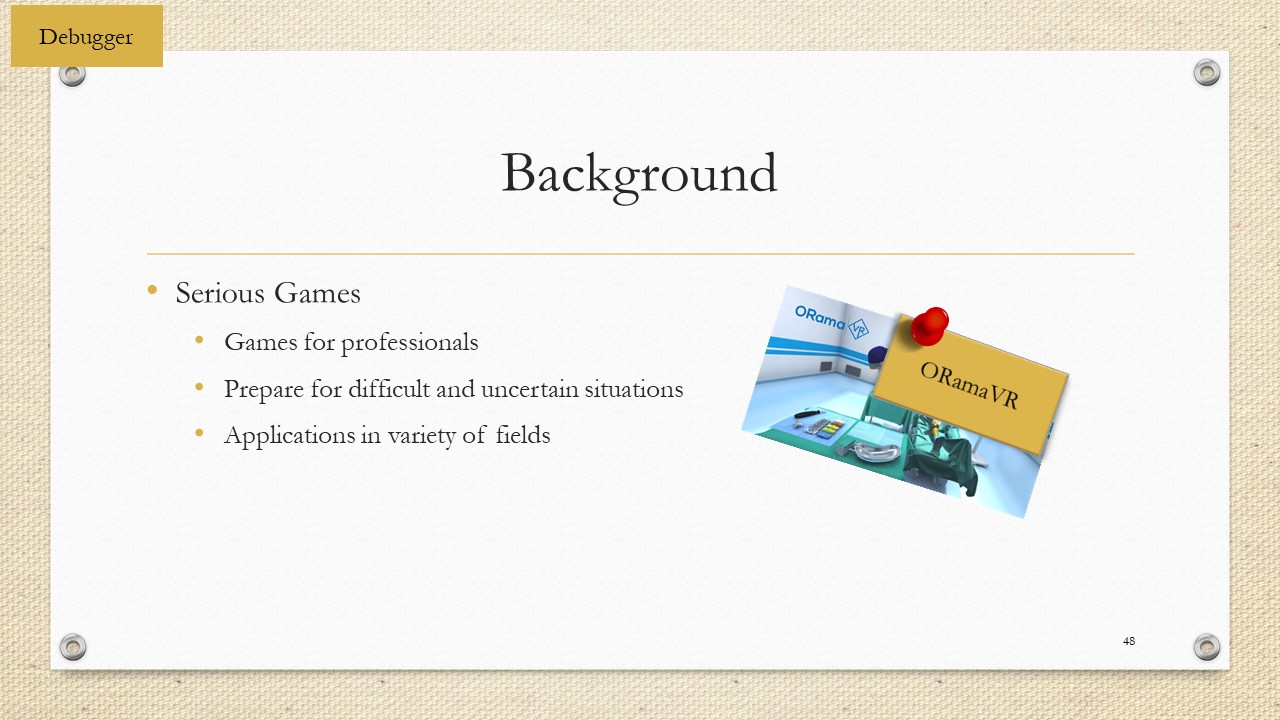 Debugger
Background
• Serious Games
• Games for professionals
• Prepare for difficult and uncertain situations
• Applications in variety of fields
ORama VR
ORamaVR
48